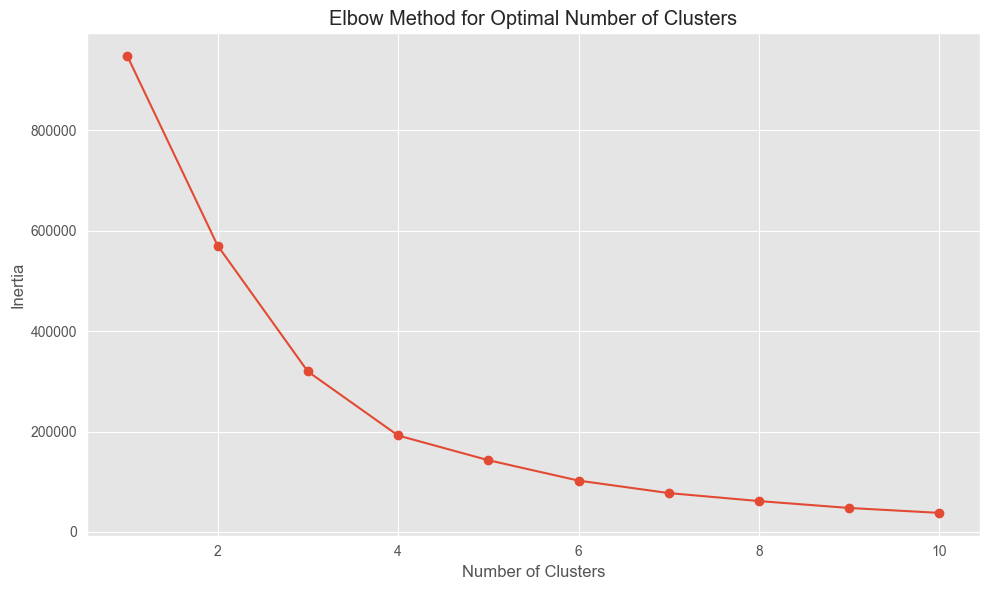 Elbow Method for Optimal Number of Clusters
800000
600000
400000
200000
0
Inertia
2 4 6 8 10
Number of Clusters